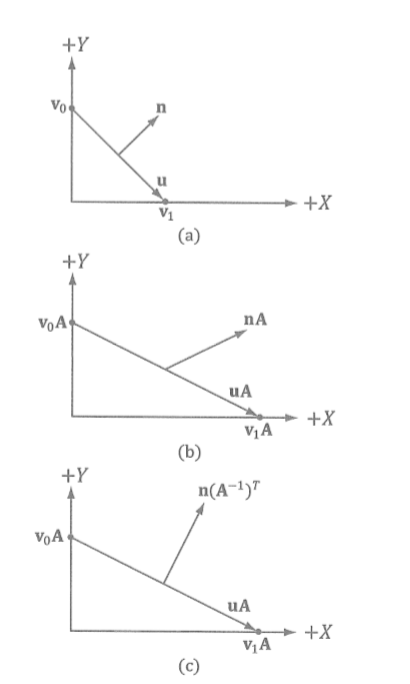 +Y
v₀
n
u
v₁
+X
(a)
+Y
v₀A
nA
uA
v₁A
+X
(b)
+Y
n(A⁻¹)ᵀ
v₀A
uA
v₁A
+X
(c)